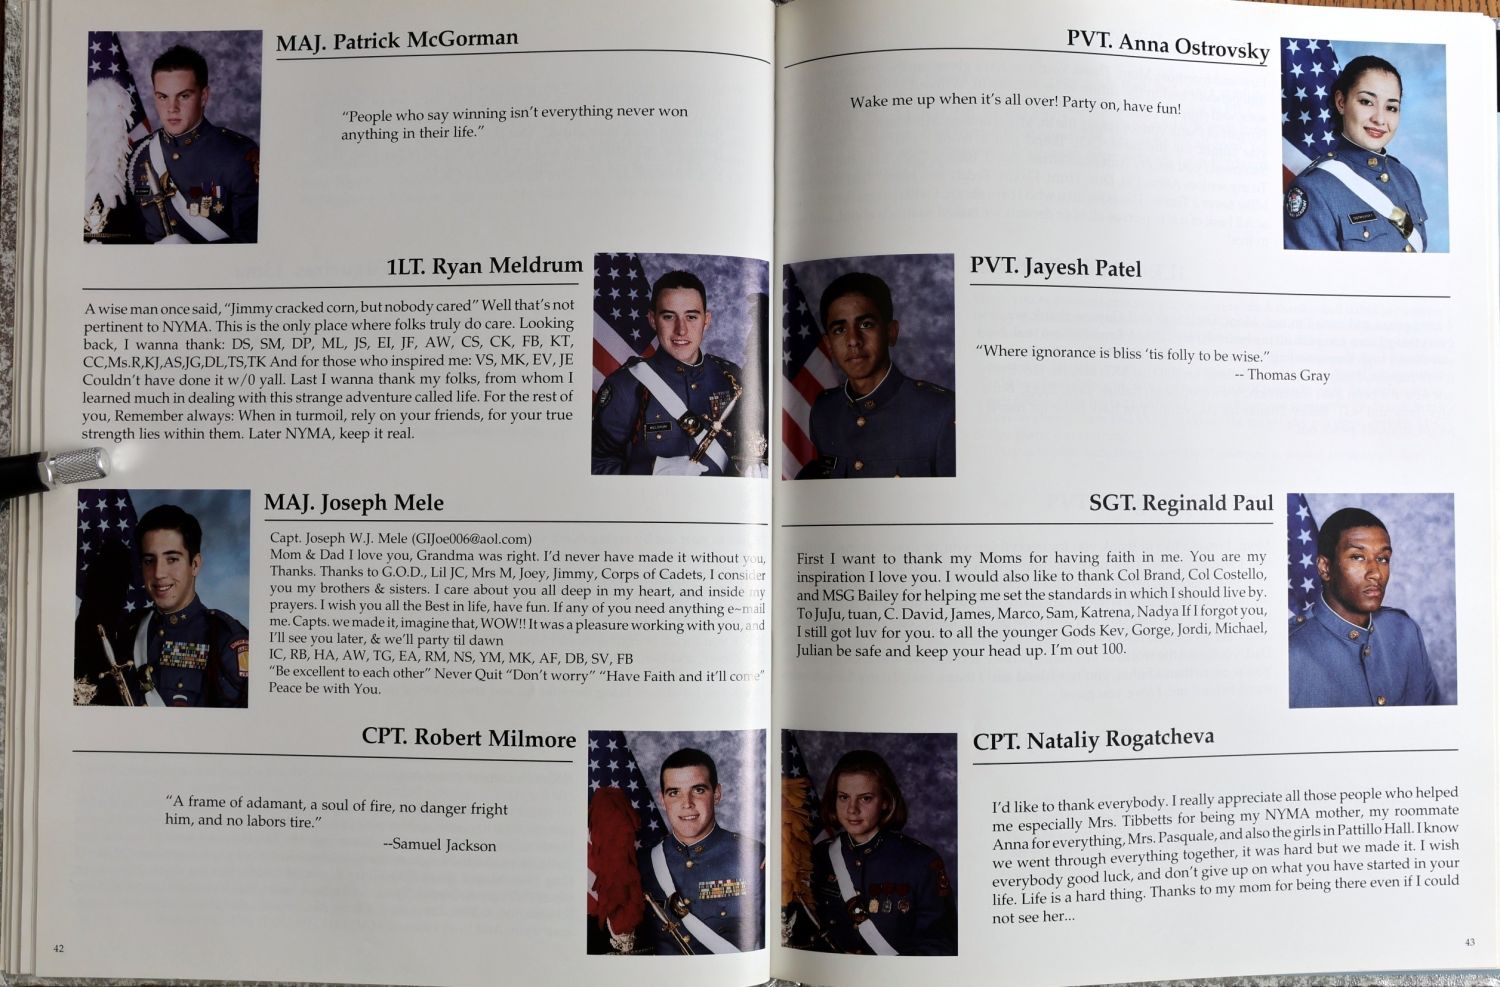 MAJ. Patrick McGorman
“People who say winning isn’t everything never won
anything in their life.”
1LT. Ryan Meldrum
A wise man once said, “Jimmy cracked corn, but nobody cared” Well that’s not
pertinent to NYMA. This is the only place where folks truly do care. Looking
back, I wanna thank: DS, SM, DP, ML, JS, EI, JF, AW, CS, CK, FB, KT,
CC,Ms.R,KJ,AS,JG,DL,TS,TK And for those who inspired me: VS, MK, EV, JE
Couldn’t have done it w/0 yall. Last I wanna thank my folks, from whom I
learned much in dealing with this strange adventure called life. For the rest of
you, Remember always: When in turmoil, rely on your friends, for your true
strength lies within them. Later NYMA, keep it real.
MELDRUM
MAJ. Joseph Mele
Capt. Joseph W.J. Mele (GIJoe006@aol.com)
Mom & Dad I love you, Grandma was right. I’d never have made it without you,
Thanks. Thanks to G.O.D., Lil JC, Mrs M, Joey, Jimmy, Corps of Cadets, I consider
you my brothers & sisters. I care about you all deep in my heart, and inside my
prayers. I wish you all the Best in life, have fun. If any of you need anything e~mail
me. Capts. we made it, imagine that, WOW!! It was a pleasure working with you, and
I’ll see you later, & we’ll party til dawn
IC, RB, HA, AW, TG, EA, RM, NS, YM, MK, AF, DB, SV, FB
“Be excellent to each other” Never Quit “Don’t worry” “Have Faith and it’ll come”
Peace be with You.
CPT. Robert Milmore
“A frame of adamant, a soul of fire, no danger fright
him, and no labors tire.”
--Samuel Jackson
42
PVT. Anna Ostrovsky
Wake me up when it’s all over! Party on, have fun!
PVT. Jayesh Patel
“Where ignorance is bliss ‘tis folly to be wise.”
-- Thomas Gray
SGT. Reginald Paul
First I want to thank my Moms for having faith in me. You are my
inspiration I love you. I would also like to thank Col Brand, Col Costello,
and MSG Bailey for helping me set the standards in which I should live by.
To JuJu, tuan, C. David, James, Marco, Sam, Katrena, Nadya If I forgot you,
I still got luv for you. to all the younger Gods Kev, Gorge, Jordi, Michael,
Julian be safe and keep your head up. I’m out 100.
CPT. Nataliy Rogatcheva
I’d like to thank everybody. I really appreciate all those people who helped
me especially Mrs. Tibbetts for being my NYMA mother, my roommate
Anna for everything, Mrs. Pasquale, and also the girls in Pattillo Hall. I know
we went through everything together, it was hard but we made it. I wish
everybody good luck, and don’t give up on what you have started in your
life. Life is a hard thing. Thanks to my mom for being there even if I could
not see her...
43